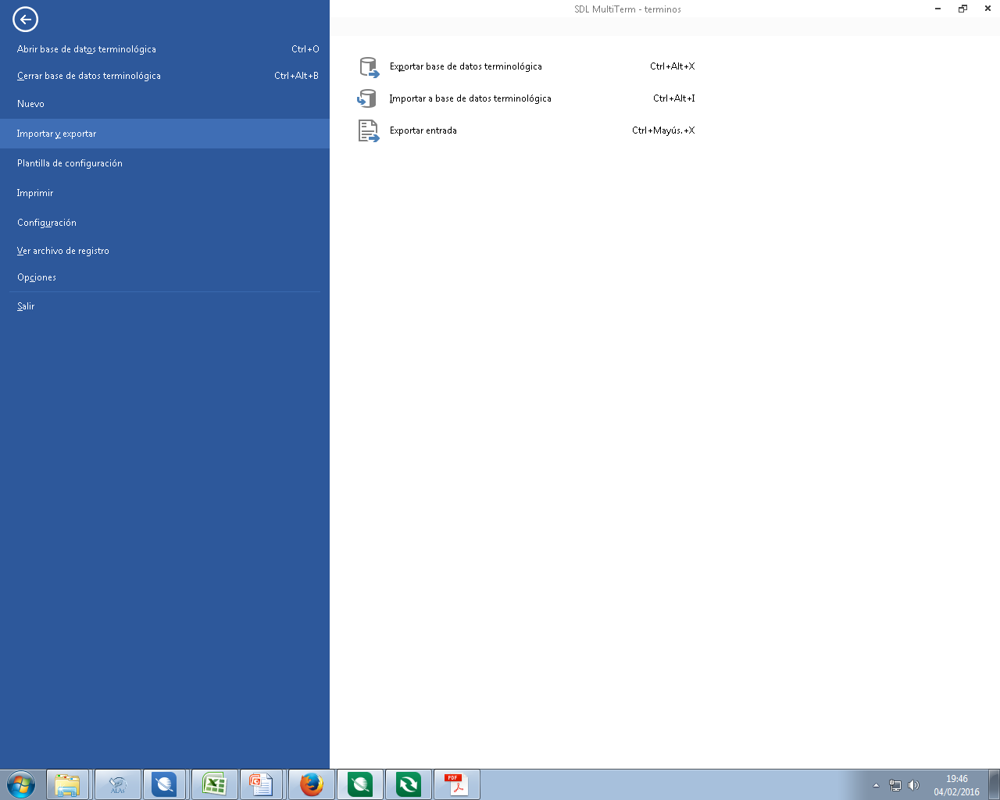 SDL MultiTerm - terminos
Abrir base de datos terminológica Ctrl+O
Cerrar base de datos terminológica Ctrl+Alt+B
Nuevo
Importar y exportar
Plantilla de configuración
Imprimir
Configuración
Ver archivo de registro
Opciones
Salir
Exportar base de datos terminológica Ctrl+Alt+X
Importar a base de datos terminológica Ctrl+Alt+I
Exportar entrada Ctrl+Mayús.+X
ALAs
PDF
19:46
04/02/2016